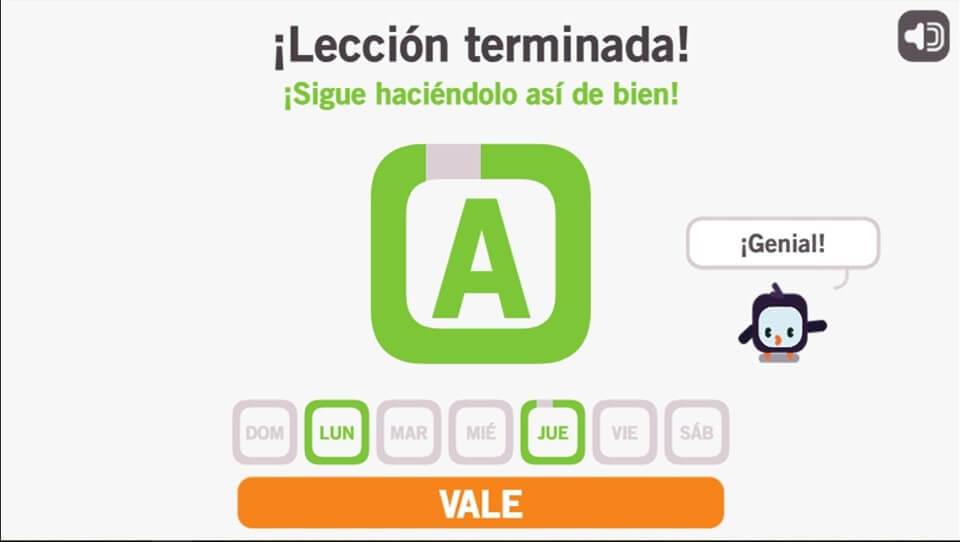 ¡Lección terminada!
¡Sigue haciéndolo así de bien!
A
¡Genial!
DOM LUN MAR MIÉ JUE VIE SÁB
VALE